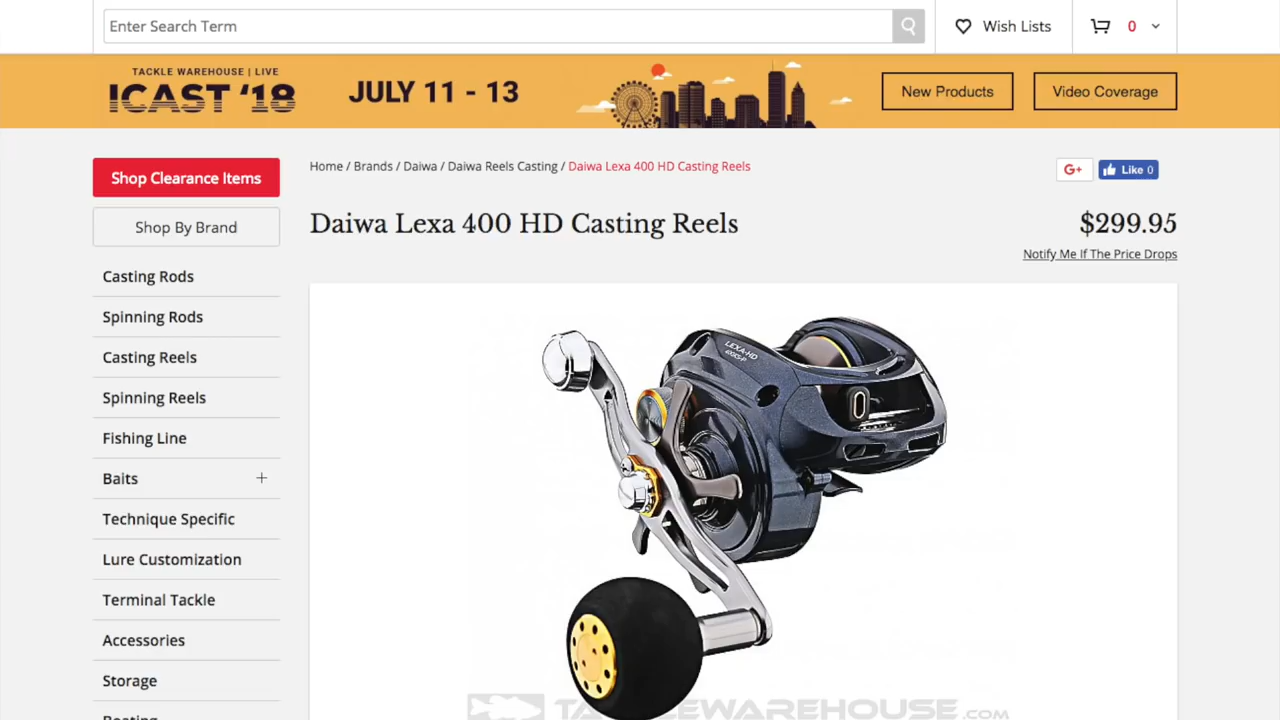 Enter Search Term
Wish Lists
0
TACKLE WAREHOUSE | LIVE
ICAST '18
JULY 11 - 13
New Products
Video Coverage
Shop Clearance Items
Home / Brands / Daiwa / Daiwa Reels Casting / Daiwa Lexa 400 HD Casting Reels
G+
Like 0
Shop By Brand
Daiwa Lexa 400 HD Casting Reels
$299.95
Notify Me If The Price Drops
Casting Rods
Spinning Rods
Casting Reels
Spinning Reels
Fishing Line
Baits
Technique Specific
Lure Customization
Terminal Tackle
Accessories
Storage
LEXA-HD
TACKLEWAREHOUSE.COM